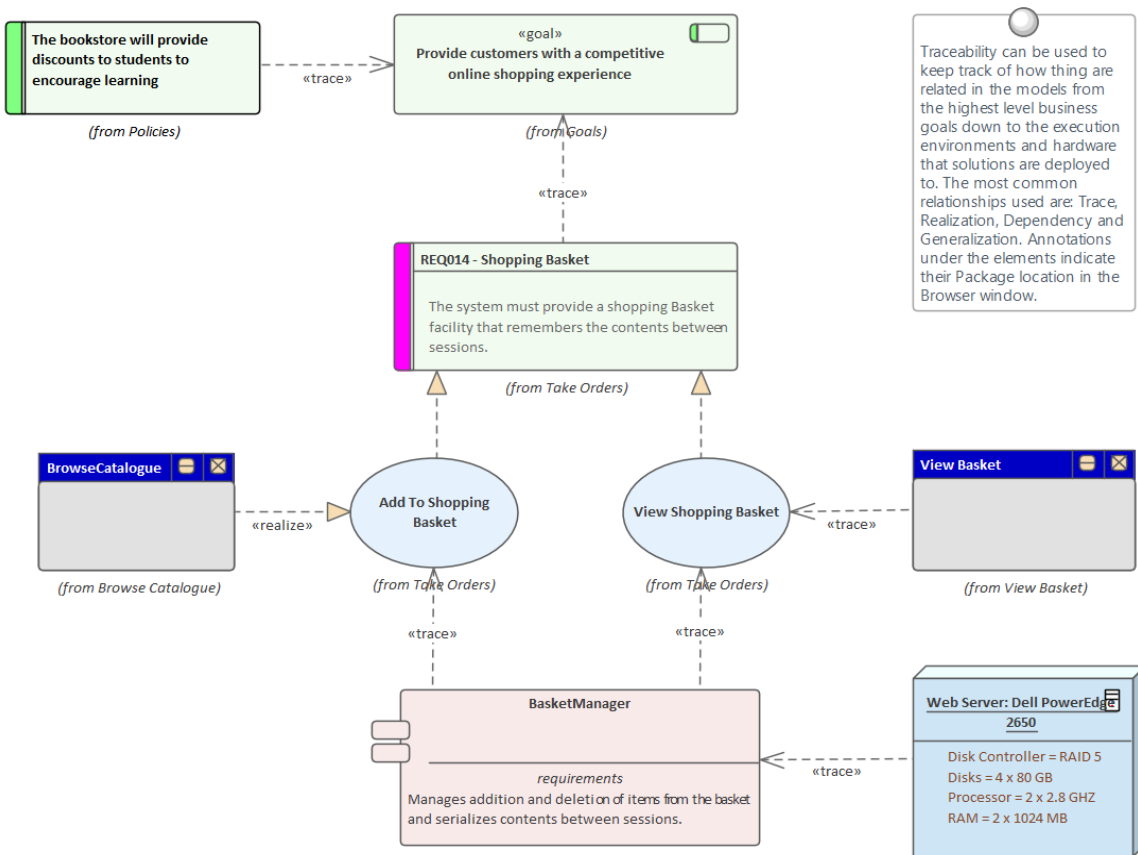 The bookstore will provide
discounts to students to
encourage learning
(from Policies)
«trace»
«goal»
Provide customers with a competitive
online shopping experience
(from Goals)
Traceability can be used to
keep track of how thing are
related in the models from
the highest level business
goals down to the execution
environments and hardware
that solutions are deployed
to. The most common
relationships used are: Trace,
Realization, Dependency and
Generalization. Annotations
under the elements indicate
their Package location in the
Browser window.
«trace»
REQ014 - Shopping Basket
The system must provide a shopping Basket
facility that remembers the contents between
sessions.
(from Take Orders)
BrowseCatalogue
(from Browse Catalogue)
«realize»
Add To Shopping
Basket
(from Take Orders)
View Shopping Basket
(from Take Orders)
«trace»
View Basket
(from View Basket)
«trace»
«trace»
BasketManager
requirements
Manages addition and deletion of items from the basket
and serializes contents between sessions.
«trace»
Web Server: Dell PowerEdge
2650
Disk Controller = RAID 5
Disks = 4 x 80 GB
Processor = 2 x 2.8 GHZ
RAM = 2 x 1024 MB